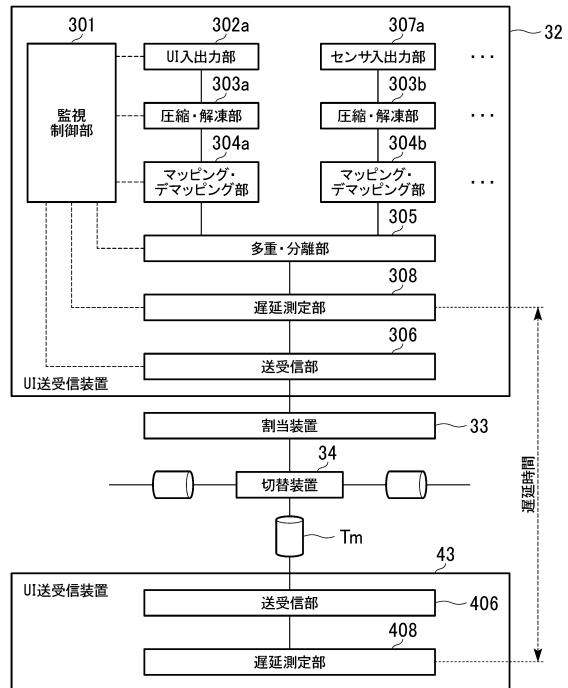 301
302a
307a
32
UI入出力部
センサ入出力部
...
303a
303b
監視
制御部
圧縮・解凍部
圧縮・解凍部
...
304a
304b
マッピング・
デマッピング部
マッピング・
デマッピング部
...
305
多重・分離部
308
遅延測定部
306
送受信部
UI送受信装置
割当装置
33
34
切替装置
遅延時間
Tm
43
UI送受信装置
送受信部
406
408
遅延測定部